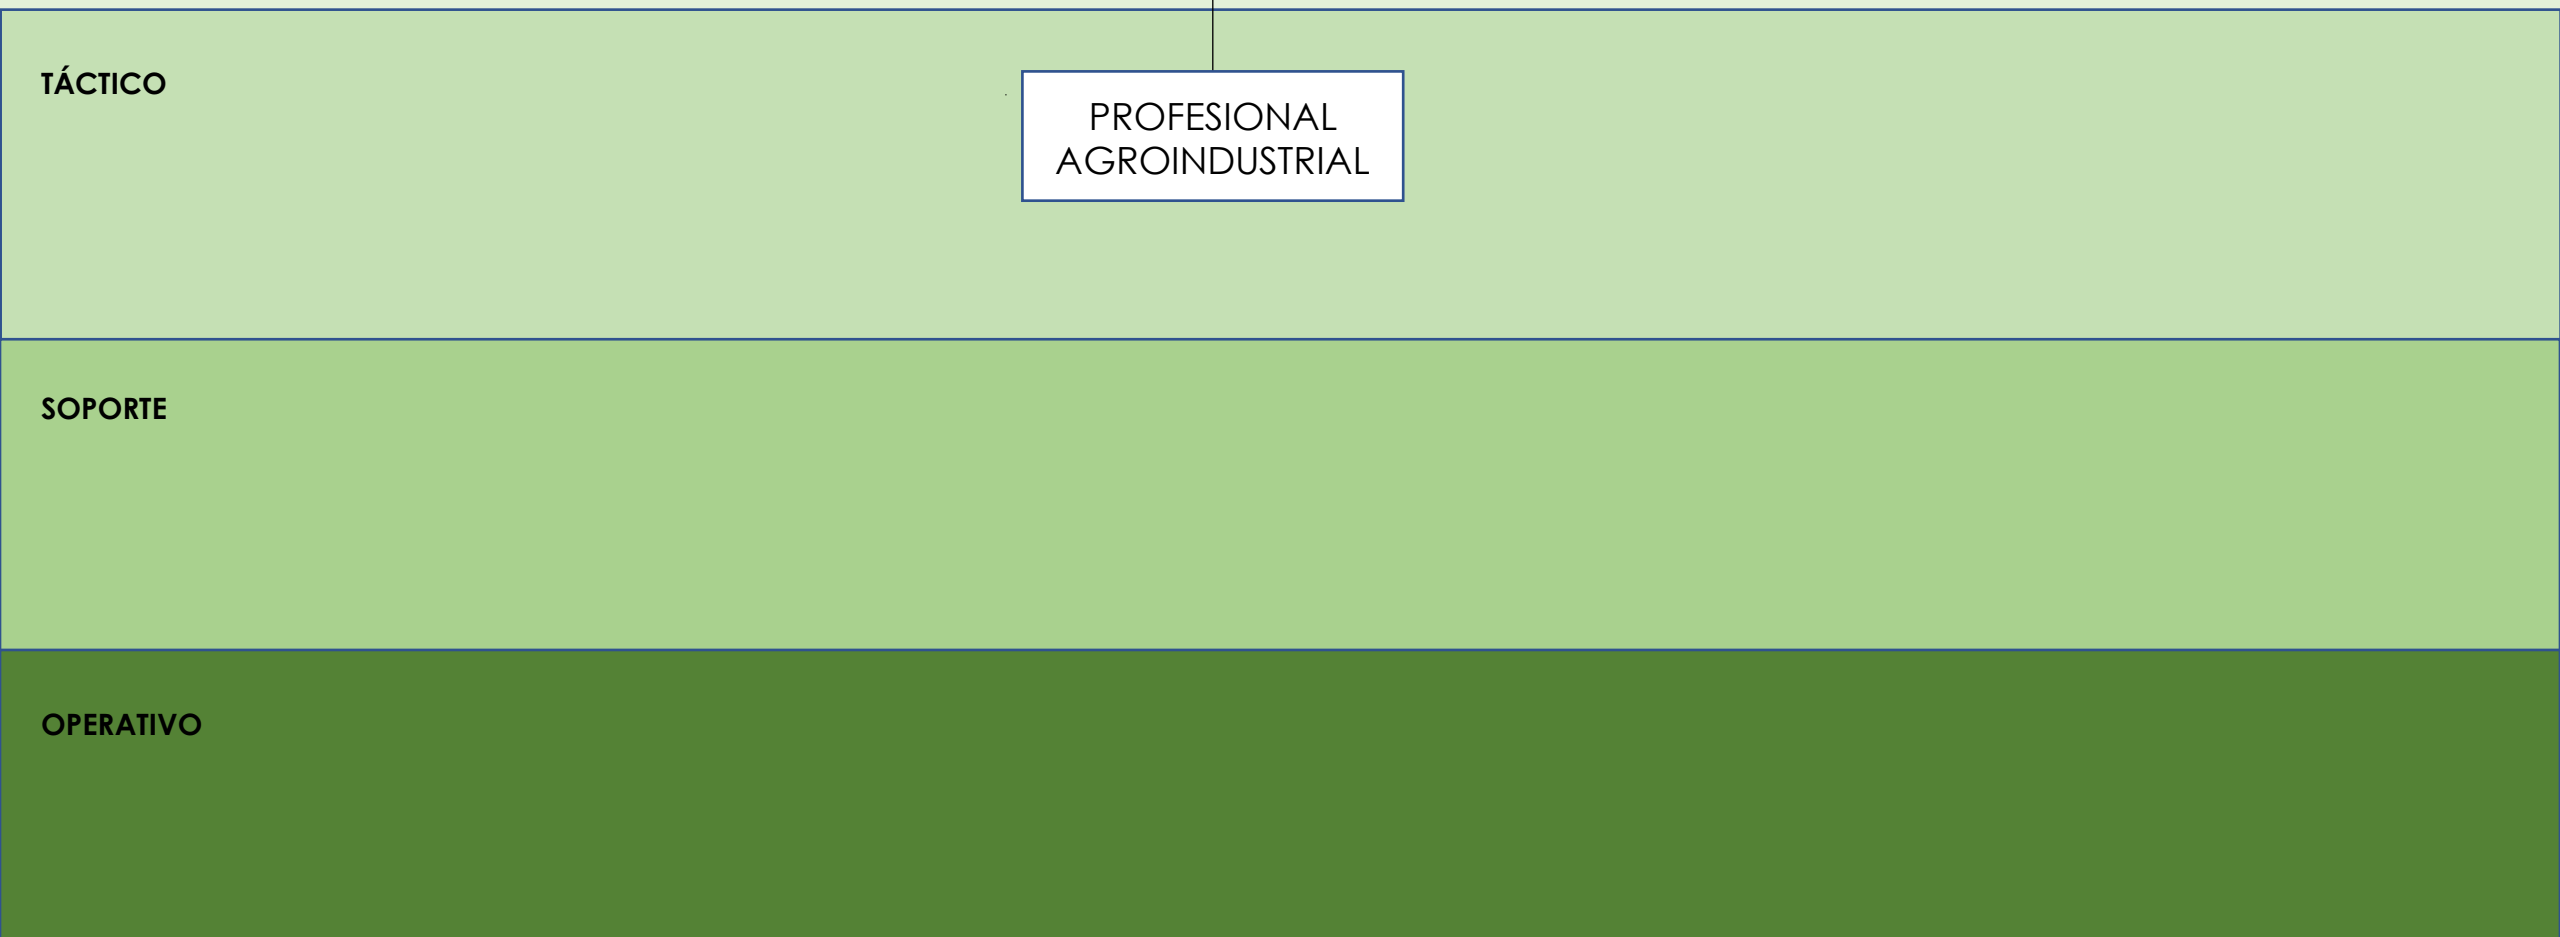 TÁCTICO
PROFESIONAL
AGROINDUSTRIAL
SOPORTE
OPERATIVO